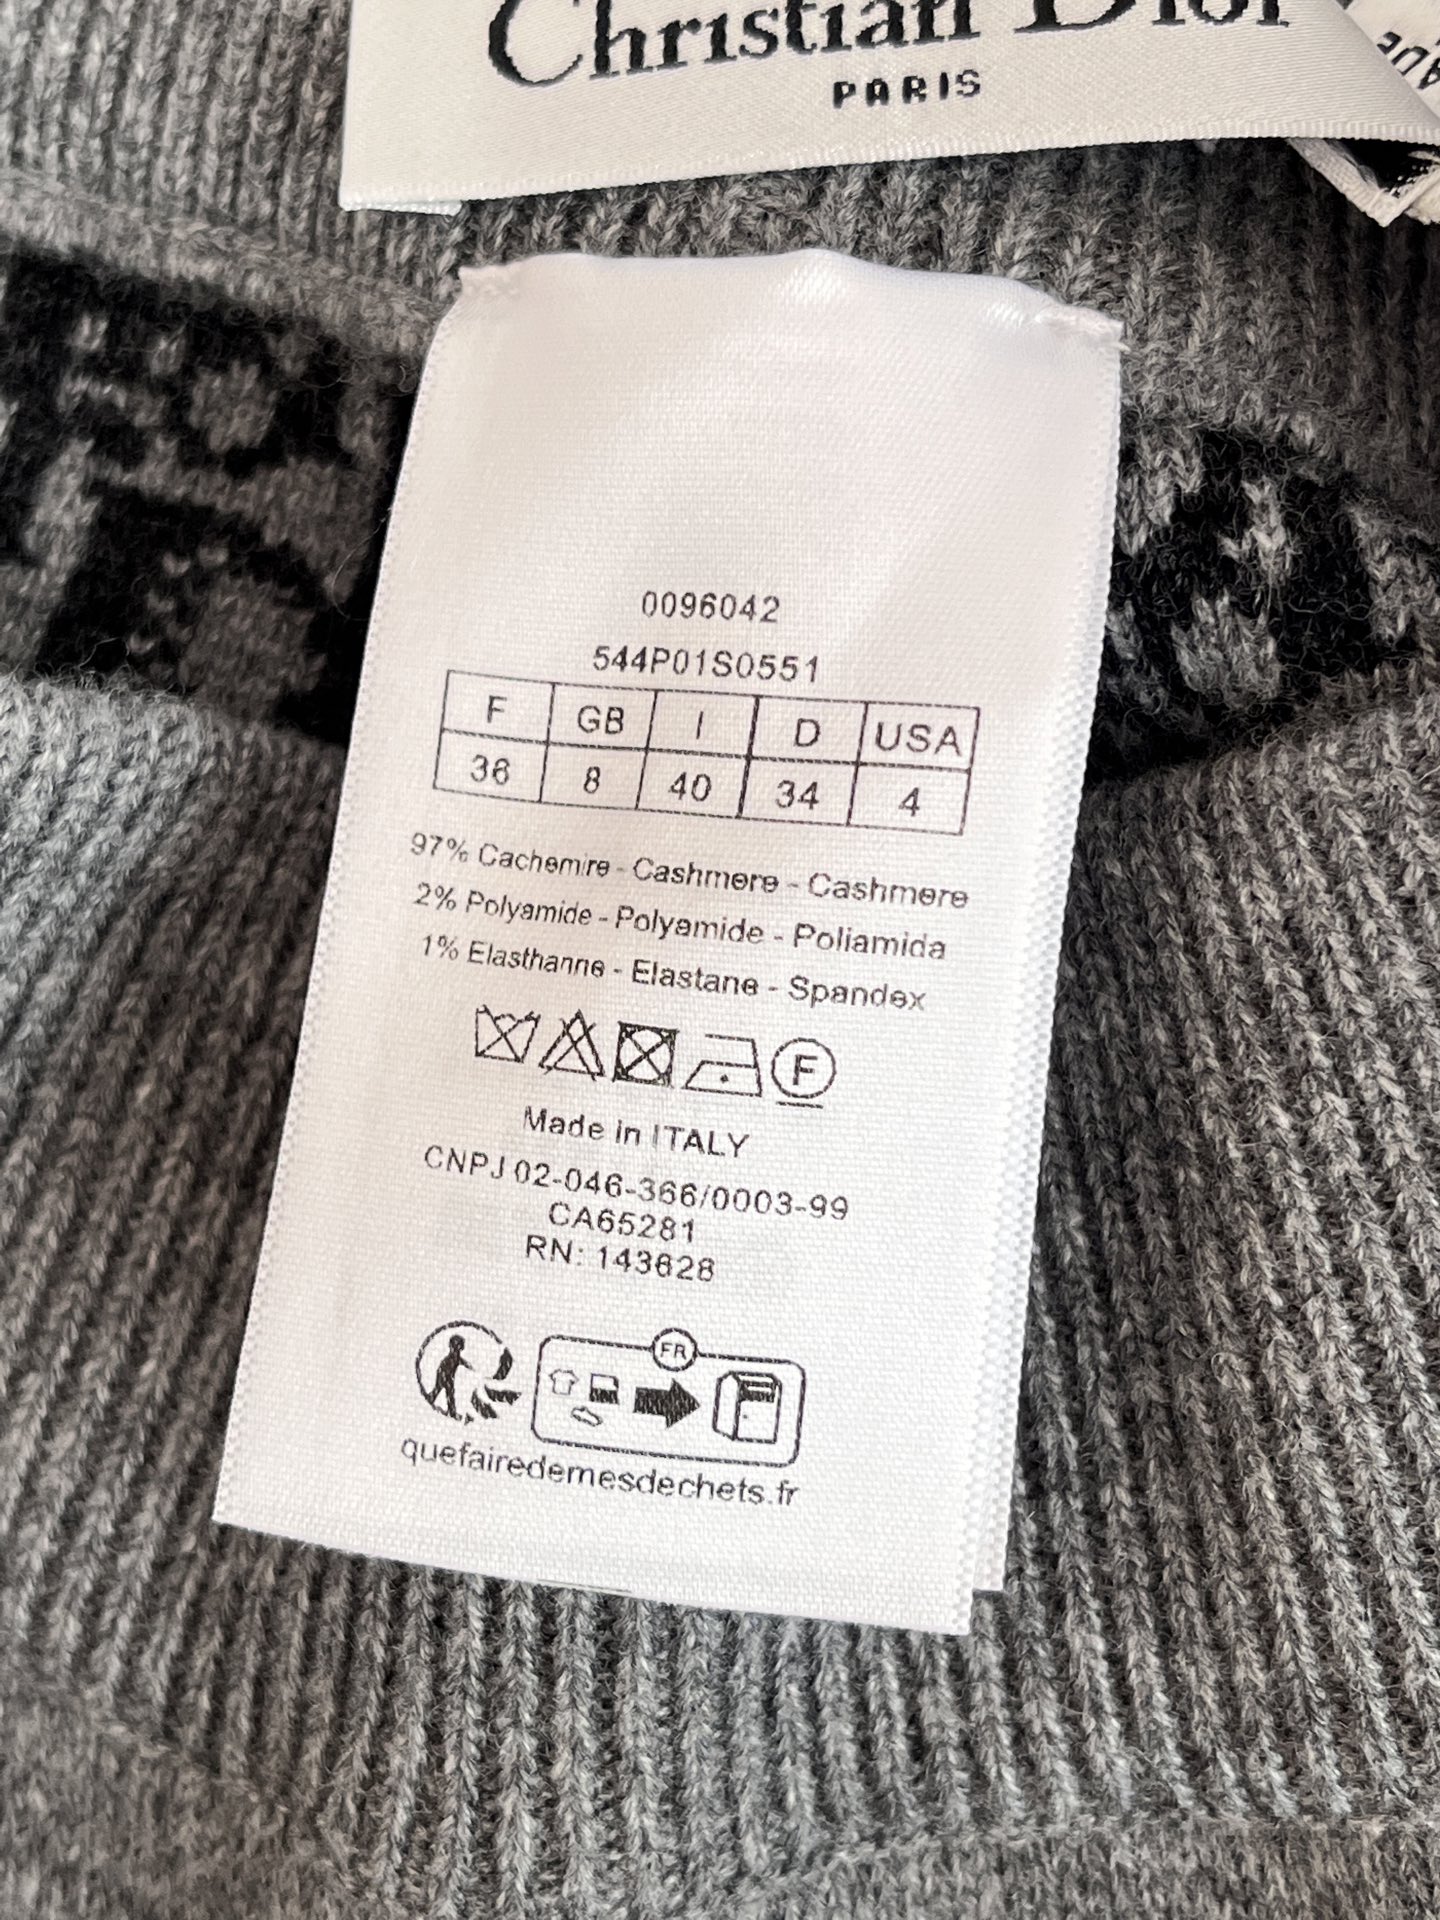 Christian Dior
PARIS
0096042
544P01S0551
F GB I D USA
36 8 40 34 4
97% Cachemire - Cashmere - Cashmere
2% Polyamide - Polyamide - Poliamida
1% Elasthanne - Elastane - Spandex
F
Made in ITALY
CNPJ 02-046-366/0003-99
CA65281
RN: 143628
FR
quefairedemesdechets.fr